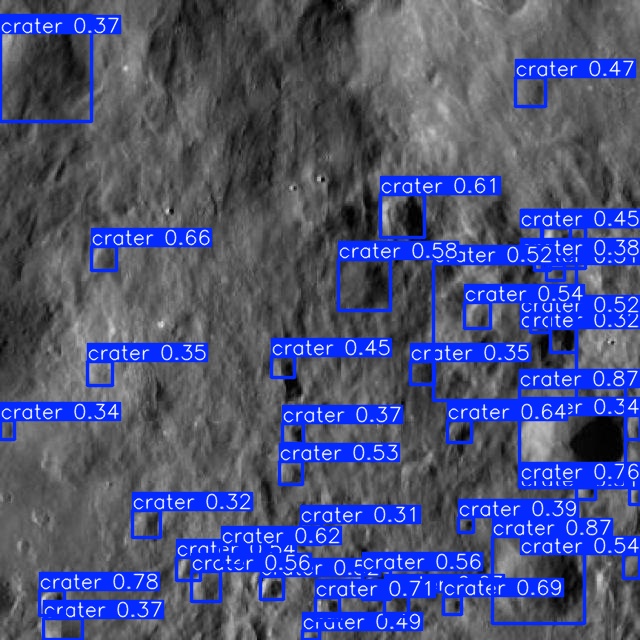 crater 0.37
crater 0.47
crater 0.61
crater 0.45
crater 0.66
crater 0.38
crater 0.58
0.52
crater 0.54
0.52
0.52
crater 0.45
crater 0.35
crater 0.35
crater 0.87
crater 0.34
crater 0.37
crater 0.64
0.34
crater 0.53
crater 0.76
crater 0.32
crater 0.31
crater 0.39
crater 0.62
crater 0.87
crater 0.54
crater 0.56
crater 0.56
crater 0.78
crater 0.71
crater 0.69
crater 0.37
crater 0.49